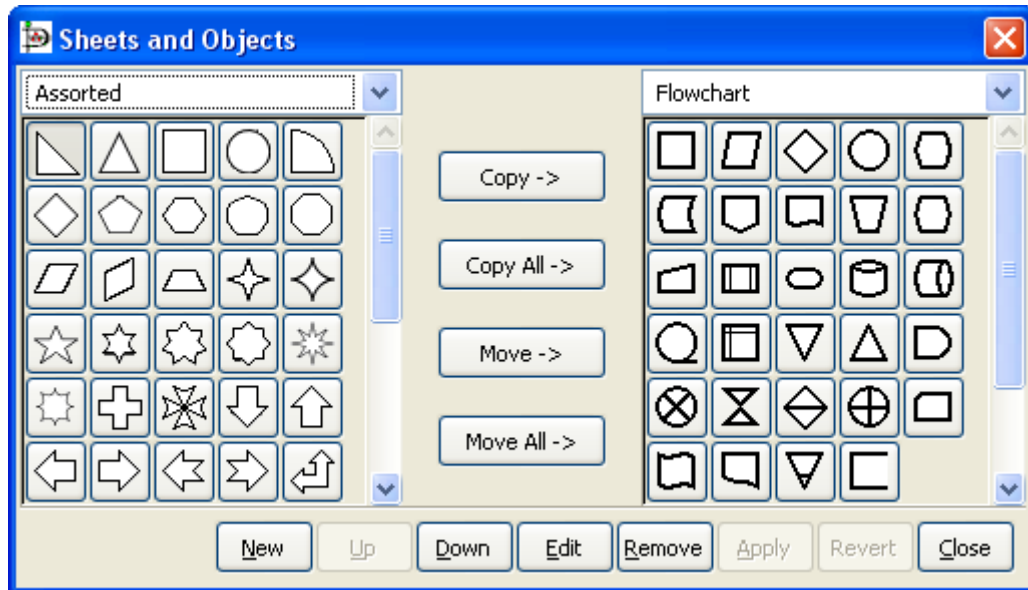 Sheets and Objects
Assorted
Flowchart
Copy ->
Copy All ->
Move ->
Move All ->
New Up Down Edit Remove Apply Revert Close